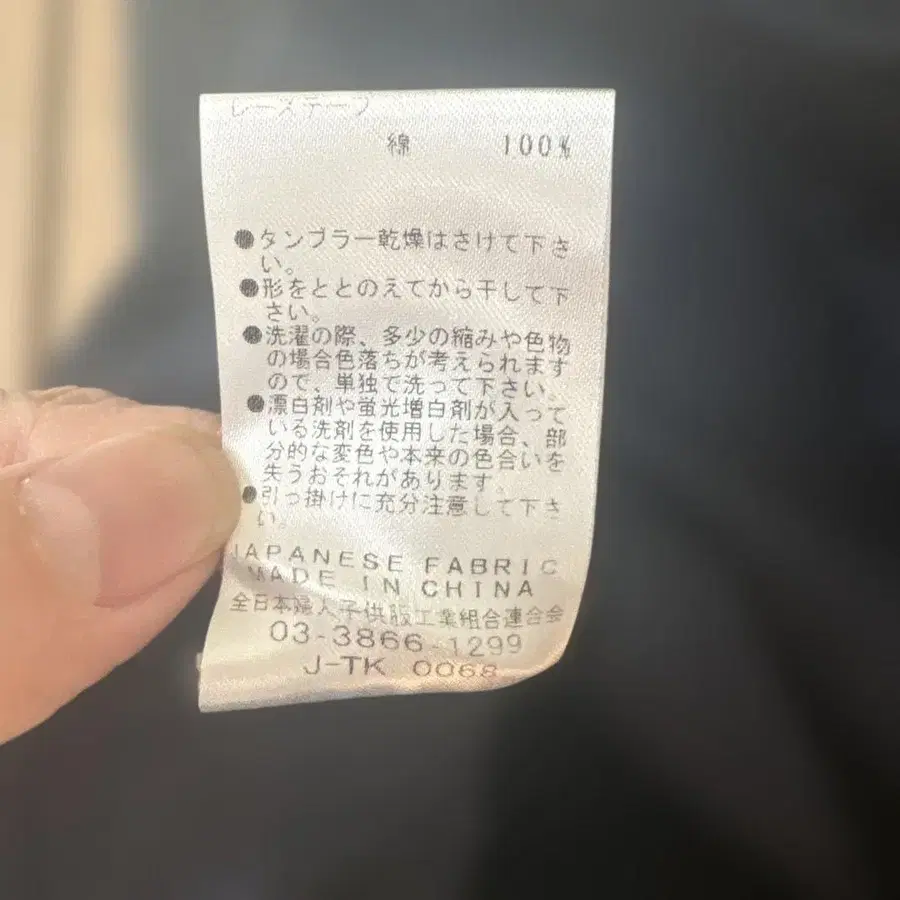 レーステープ
綿 100%
●タンブラー乾燥はさけて下さ
い。
●形をととのえてから干して下
さい。
●洗濯の際、多少の縮みや色物
の場合色落ちが考えられます
ので、単独で洗って下さい。
●漂白剤や蛍光増白剤が入って
いる洗剤を使用した場合、部
分的な変色や本来の色合いを
失うおそれがあります。
●引っ掛けに充分注意して下さ
い。
JAPANESE FABRIC
MADE IN CHINA
全日本婦人子供服工業組合連合会
03-3866-1299
J-TK 0068